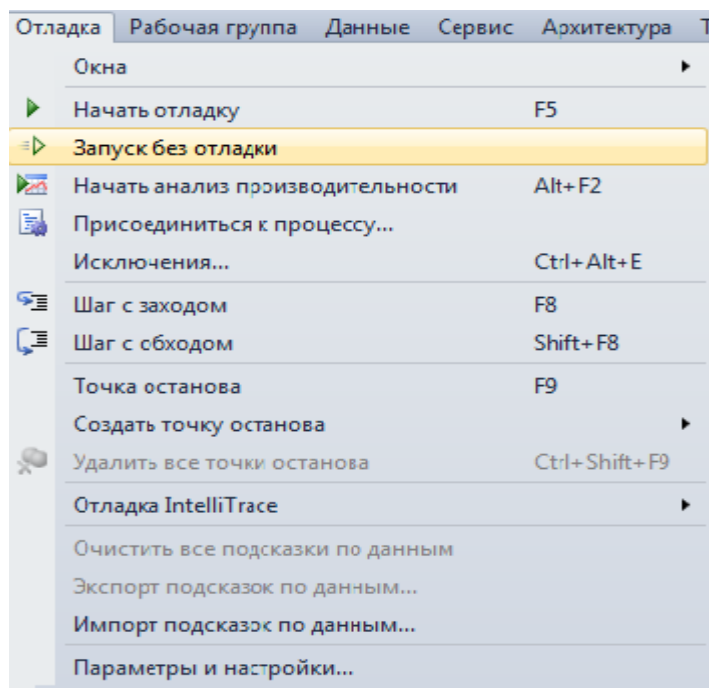 Отладка Рабочая группа Данные Сервис Архитектура Т
Окна
Начать отладку F5
Запуск без отладки
Начать анализ производительности Alt+F2
Присоединиться к процессу...
Исключения... Ctrl+Alt+E
Шаг с заходом F8
Шаг с обходом Shift+F8
Точка останова F9
Создать точку останова
Удалить все точки останова Ctrl+Shift+F9
Отладка IntelliTrace
Очистить все подсказки по данным
Экспорт подсказок по данным...
Импорт подсказок по данным...
Параметры и настройки...